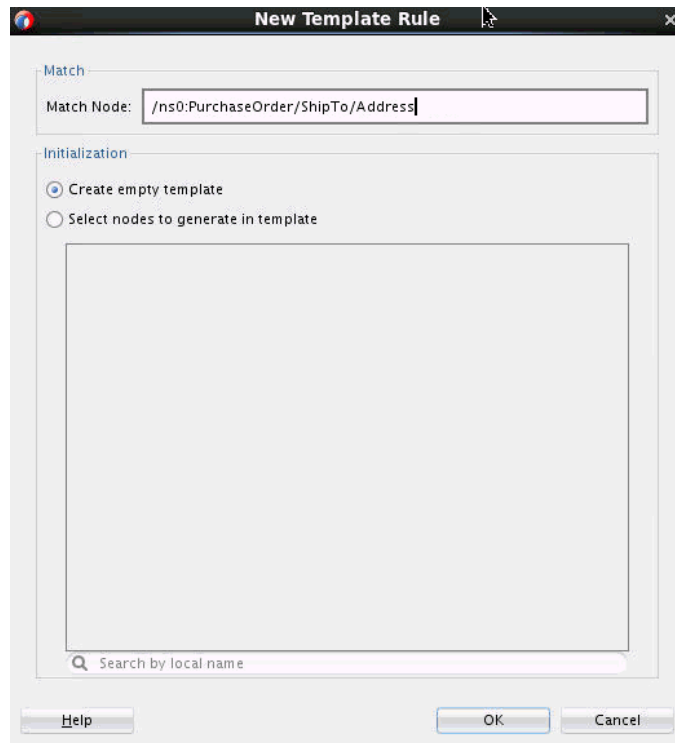 New Template Rule
Match
Match Node: /ns0:PurchaseOrder/ShipTo/Address
Initialization
Create empty template
Select nodes to generate in template
Search by local name
Help OK Cancel